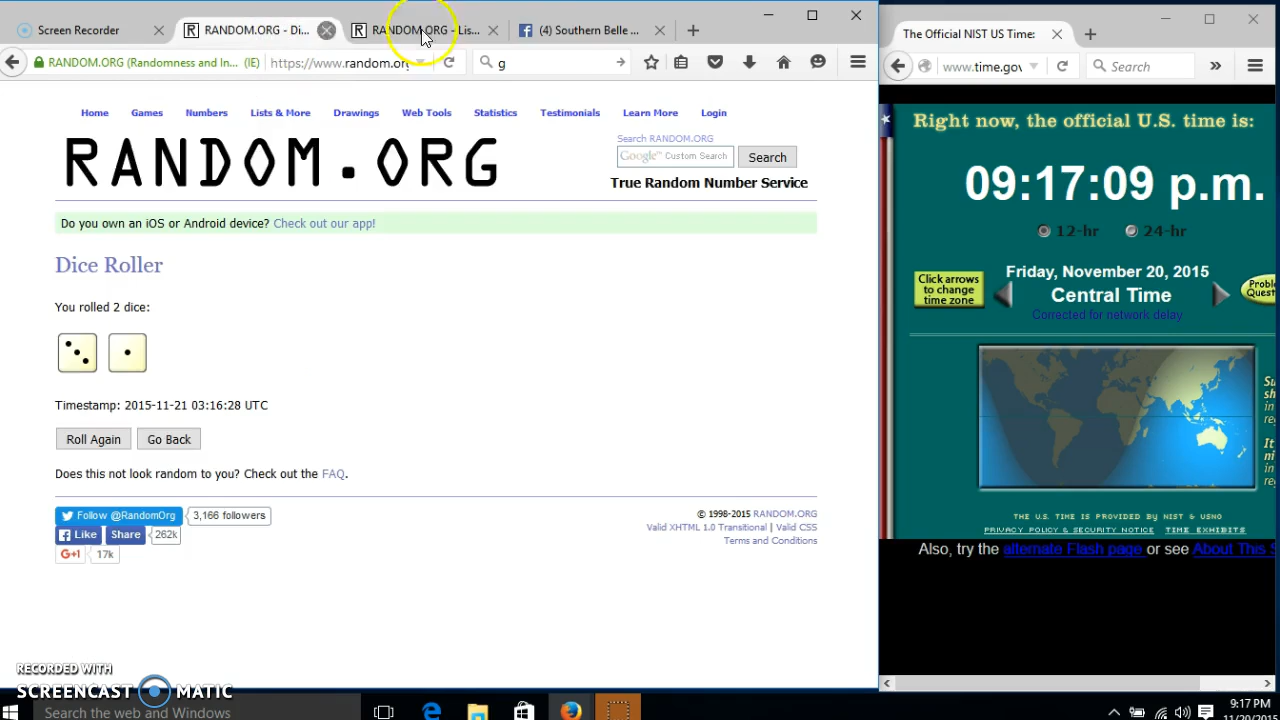 Screen Recorder
RANDOM.ORG - Di...
RANDOM.ORG - Lis...
(4) Southern Belle ...
RANDOM.ORG (Randomness and In... (IE)
https://www.random.org
g
Home Games Numbers Lists & More Drawings Web Tools Statistics Testimonials Learn More Login
RANDOM.ORG
Search RANDOM.ORG
Google™ Custom Search
Search
True Random Number Service
Do you own an iOS or Android device? Check out our app!
Dice Roller
You rolled 2 dice:
Timestamp: 2015-11-21 03:16:28 UTC
Roll Again
Go Back
Does this not look random to you? Check out the FAQ.
Follow @RandomOrg
3,166 followers
Like
Share
262k
G+1
17k
© 1998-2015 RANDOM.ORG
Valid XHTML 1.0 Transitional | Valid CSS
Terms and Conditions
RECORDED WITH
SCREENCAST MATIC
Search the web and Windows
The Official NIST US Time:
www.time.gov
Search
Right now, the official U.S. time is:
09:17:09 p.m.
12-hr 24-hr
Click arrows
to change
time zone
Friday, November 20, 2015
Central Time
Corrected for network delay
THE U.S. TIME IS PROVIDED BY NIST & USNO
PRIVACY POLICY & SECURITY NOTICE TIME EXHIBITS
Also, try the alternate Flash page or see About This S
9:17 PM